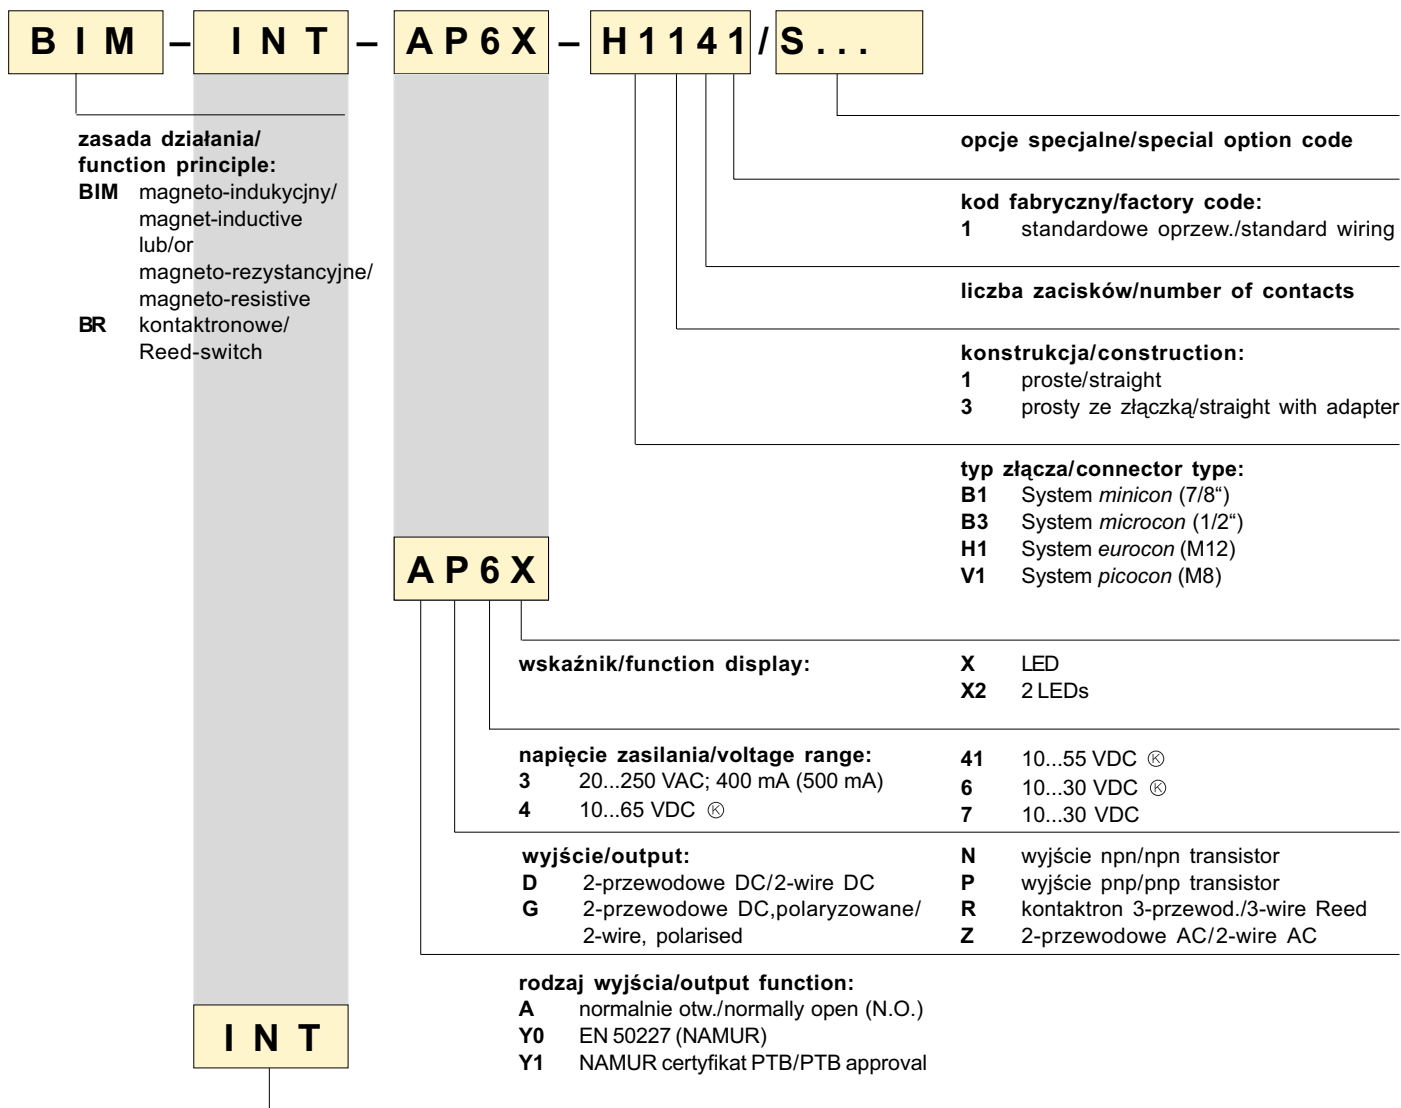 BIM – INT – AP6X – H1141/S...
zasada działania/
function principle:
BIM magneto-indukycjny/
magnet-inductive
lub/or
magneto-rezystancyjne/
magneto-resistive
BR kontaktronowe/
Reed-switch
opcje specjalne/special option code
kod fabryczny/factory code:
1 standardowe oprzew./standard wiring
liczba zacisków/number of contacts
konstrukcja/construction:
1 proste/straight
3 prosty ze złączką/straight with adapter
typ złącza/connector type:
B1 System minicon (7/8“)
B3 System microcon (1/2“)
H1 System eurocon (M12)
V1 System picocon (M8)
AP6X
wskaźnik/function display:
X LED
X2 2 LEDs
napięcie zasilania/voltage range:
3 20...250 VAC; 400 mA (500 mA)
4 10...65 VDC Ⓚ
41 10...55 VDC Ⓚ
6 10...30 VDC Ⓚ
7 10...30 VDC
wyjście/output:
D 2-przewodowe DC/2-wire DC
G 2-przewodowe DC,polaryzowane/
2-wire, polarised
N wyjście npn/npn transistor
P wyjście pnp/pnp transistor
R kontaktron 3-przewod./3-wire Reed
Z 2-przewodowe AC/2-wire AC
rodzaj wyjścia/output function:
A normalnie otw./normally open (N.O.)
Y0 EN 50227 (NAMUR)
Y1 NAMUR certyfikat PTB/PTB approval
INT